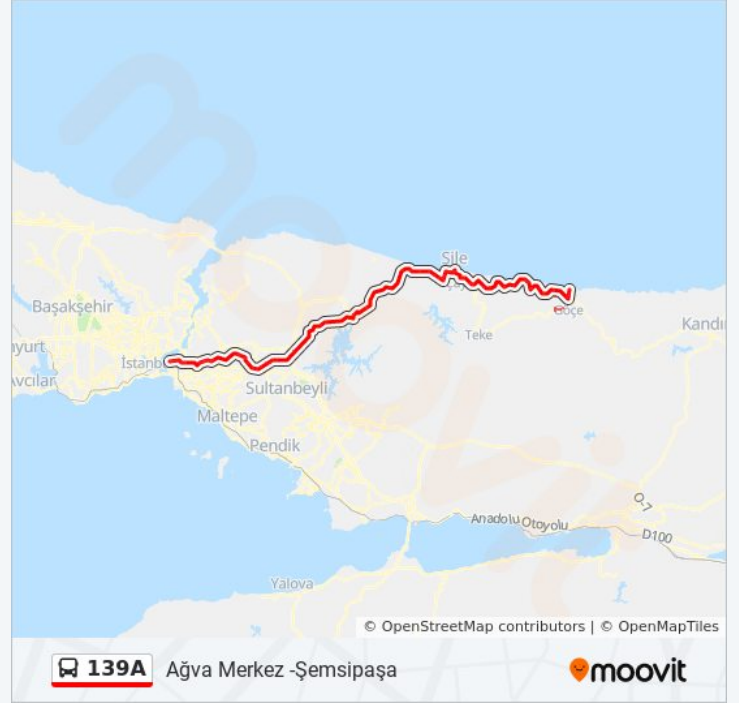 Şile
Göçe
Başakşehir
Teke
İstanb
Avcılar
Sultanbeyli
Maltepe
Pendik
O-7
Anadolu Otoyolu
D100
Yalova
© OpenStreetMap contributors | © OpenMapTiles
139A Ağva Merkez -Şemsipaşa
moovit